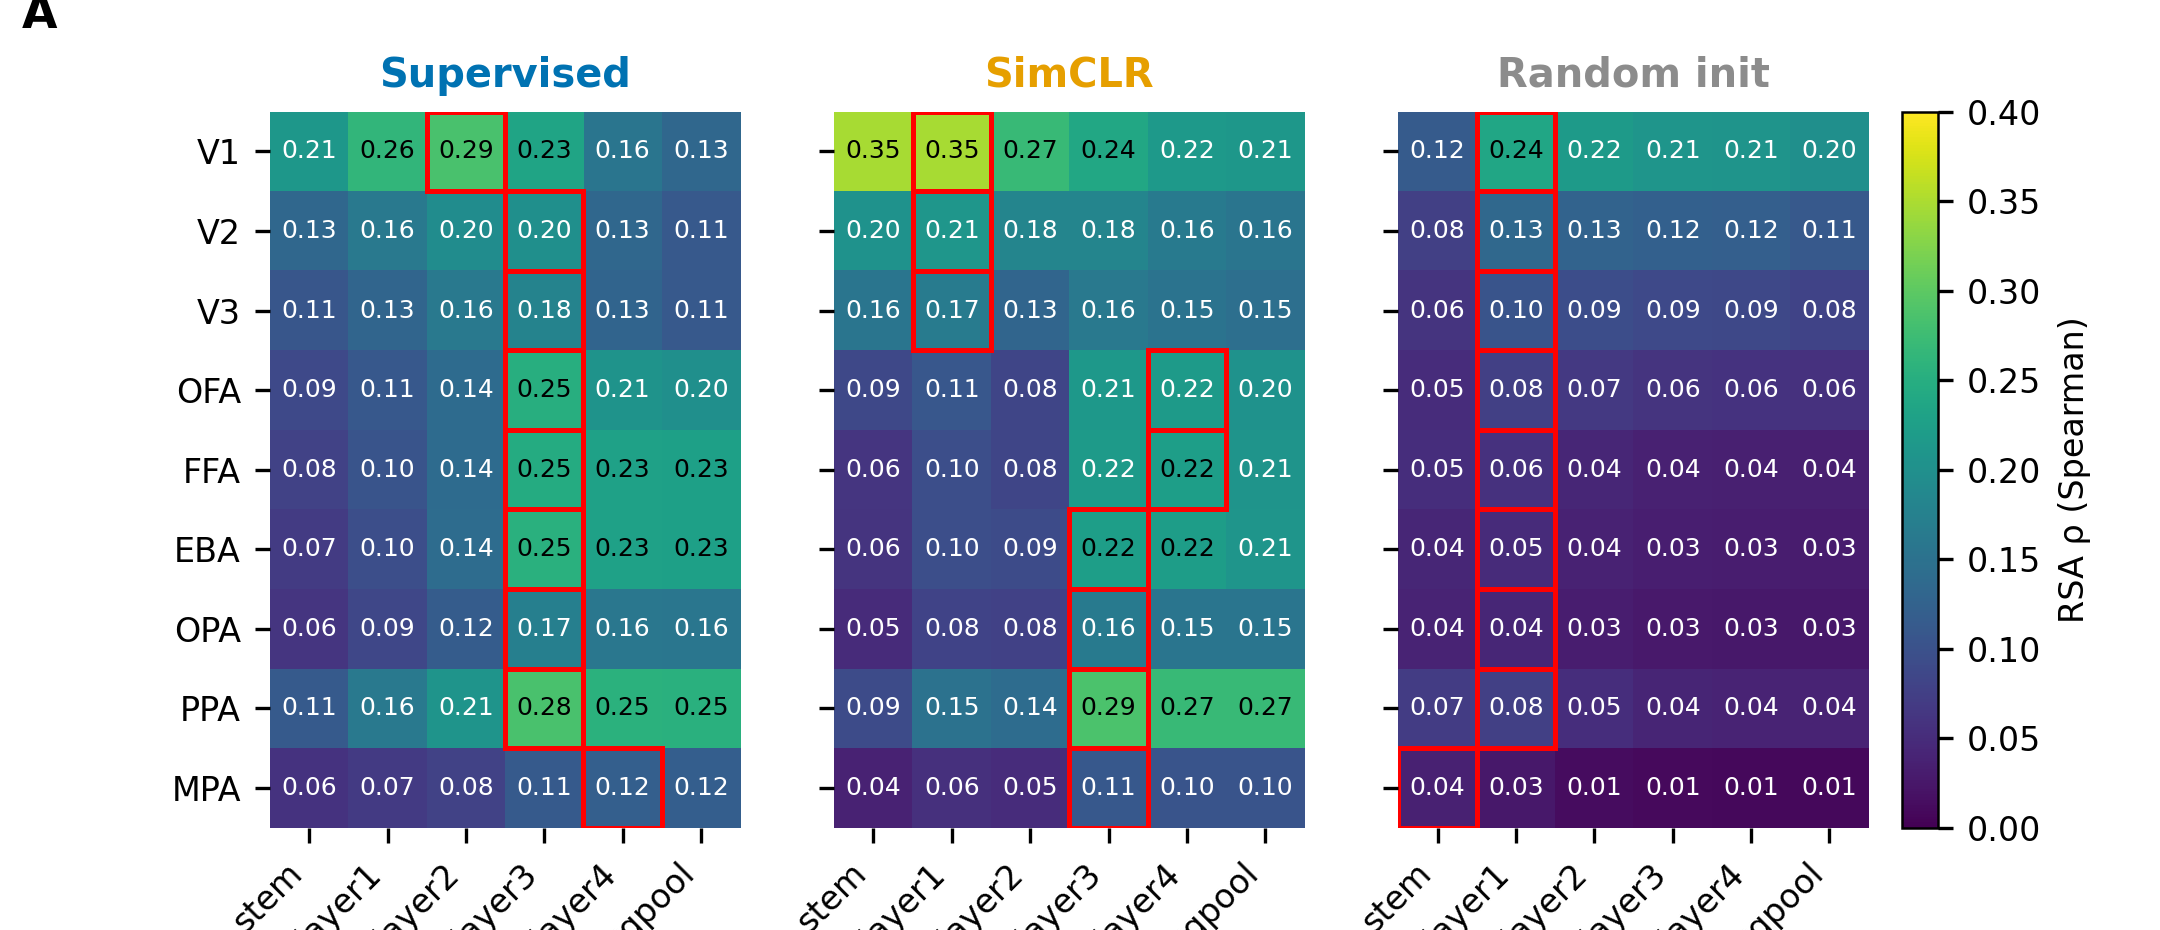 A
Supervised SimCLR Random init
V1 0.21 0.26 0.29 0.23 0.16 0.13 0.35 0.35 0.27 0.24 0.22 0.21 0.12 0.24 0.22 0.21 0.21 0.20
V2 0.13 0.16 0.20 0.20 0.13 0.11 0.20 0.21 0.18 0.18 0.16 0.16 0.08 0.13 0.13 0.12 0.12 0.11
V3 0.11 0.13 0.16 0.18 0.13 0.11 0.16 0.17 0.13 0.16 0.15 0.15 0.06 0.10 0.09 0.09 0.09 0.08
OFA 0.09 0.11 0.14 0.25 0.21 0.20 0.09 0.11 0.08 0.21 0.22 0.20 0.05 0.08 0.07 0.06 0.06 0.06
FFA 0.08 0.10 0.14 0.25 0.23 0.23 0.06 0.10 0.08 0.22 0.22 0.21 0.05 0.06 0.04 0.04 0.04 0.04
EBA 0.07 0.10 0.14 0.25 0.23 0.23 0.06 0.10 0.09 0.22 0.22 0.21 0.04 0.05 0.04 0.03 0.03 0.03
OPA 0.06 0.09 0.12 0.17 0.16 0.16 0.05 0.08 0.08 0.16 0.15 0.15 0.04 0.04 0.03 0.03 0.03 0.03
PPA 0.11 0.16 0.21 0.28 0.25 0.25 0.09 0.15 0.14 0.29 0.27 0.27 0.07 0.08 0.05 0.04 0.04 0.04
MPA 0.06 0.07 0.08 0.11 0.12 0.12 0.04 0.06 0.05 0.11 0.10 0.10 0.04 0.03 0.01 0.01 0.01 0.01
stem ayer1 ayer2 ayer3 ayer4 gpool stem ayer1 ayer2 ayer3 ayer4 gpool stem ayer1 ayer2 ayer3 ayer4 gpool
0.40
0.35
0.30
0.25
0.20
0.15
0.10
0.05
0.00
RSA ρ (Spearman)